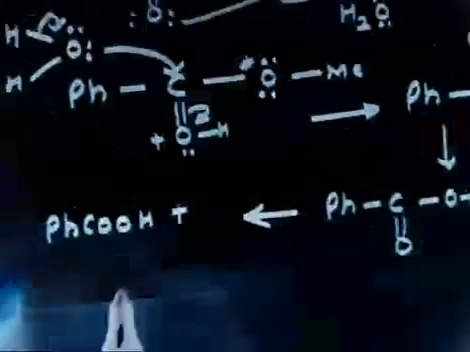 :O: H₂O
H O:
H
Ph — C — O — Me → Ph —
|| ↓
+ O — H
PhCOOH + ← Ph — C — O —
||
O